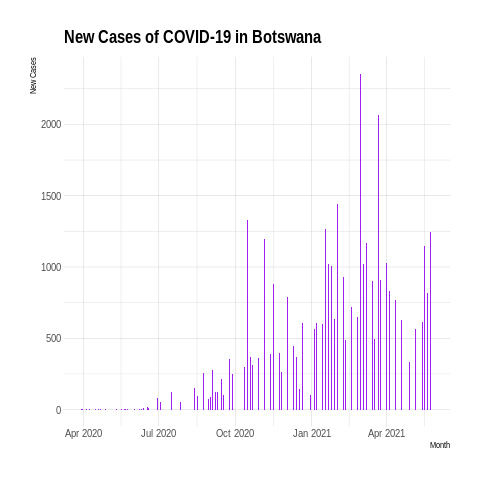 New Cases of COVID-19 in Botswana
New Cases
2000
1500
1000
500
0
Apr 2020 Jul 2020 Oct 2020 Jan 2021 Apr 2021
Month